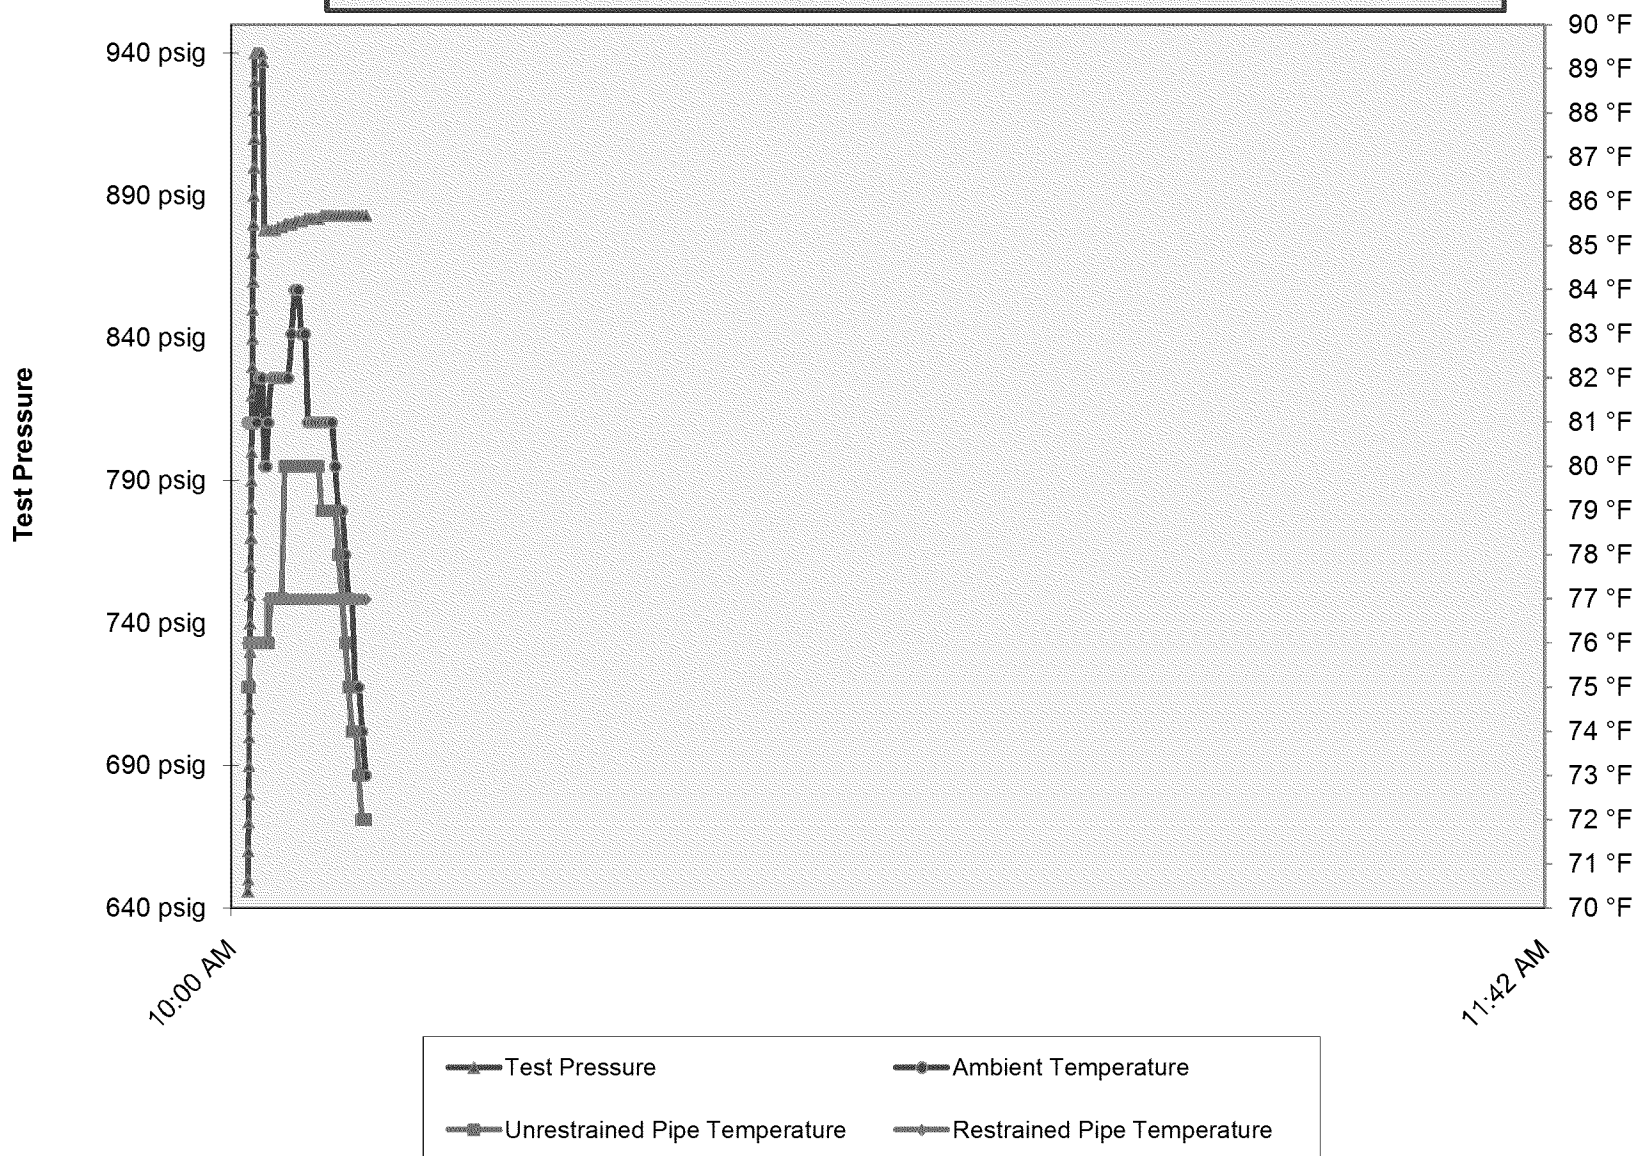 90 °F
940 psig
89 °F
88 °F
87 °F
890 psig
86 °F
85 °F
84 °F
840 psig
83 °F
82 °F
81 °F
Test Pressure
80 °F
790 psig
79 °F
78 °F
77 °F
740 psig
76 °F
75 °F
74 °F
690 psig
73 °F
72 °F
71 °F
640 psig
70 °F
10:00 AM
11:42 AM
Test Pressure
Ambient Temperature
Unrestrained Pipe Temperature
Restrained Pipe Temperature